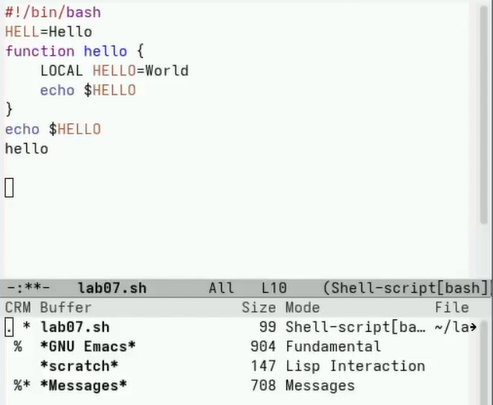 #!/bin/bash
HELL=Hello
function hello {
    LOCAL HELLO=World
    echo $HELLO
}
echo $HELLO
hello
-:**-   lab07.sh        All   L10    (Shell-script[bash]
CRM Buffer                Size Mode             File
. * lab07.sh                99 Shell-script[ba… ~/la
 %  *GNU Emacs*            904 Fundamental
    *scratch*              147 Lisp Interaction
 %* *Messages*             708 Messages